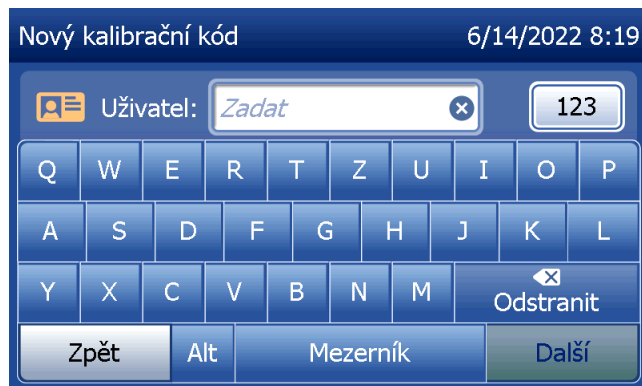 Nový kalibrační kód 6/14/2022 8:19
Uživatel: Zadat 123
Q W E R T Z U I O P
A S D F G H J K L
Y X C V B N M Odstranit
Zpět Alt Mezerník Další